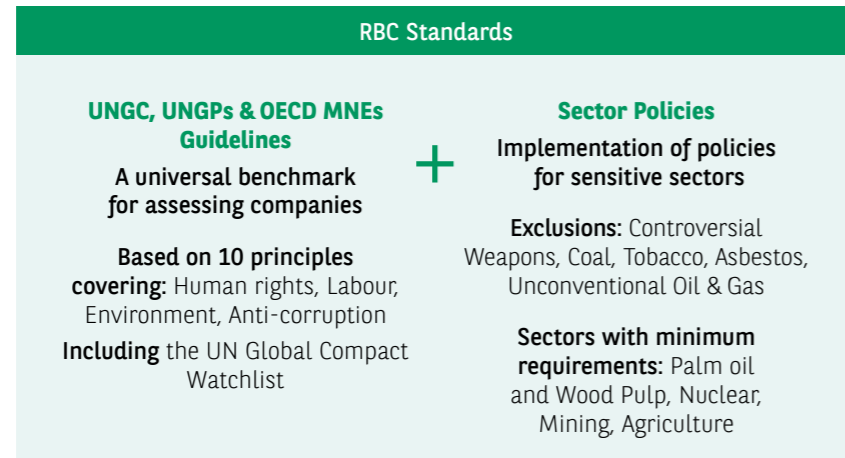 RBC Standards
UNGC, UNGPs & OECD MNEs
Guidelines
A universal benchmark
for assessing companies
Based on 10 principles
covering: Human rights, Labour,
Environment, Anti-corruption
Including the UN Global Compact
Watchlist
+
Sector Policies
Implementation of policies
for sensitive sectors
Exclusions: Controversial
Weapons, Coal, Tobacco, Asbestos,
Unconventional Oil & Gas
Sectors with minimum
requirements: Palm oil
and Wood Pulp, Nuclear,
Mining, Agriculture